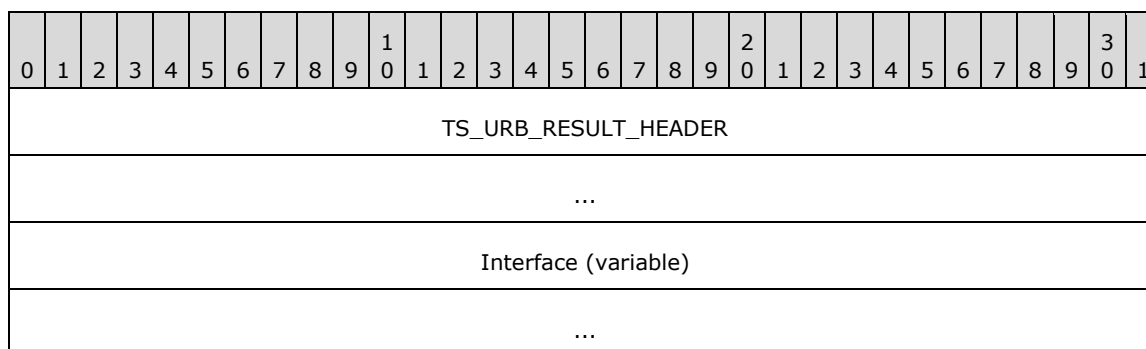 1 2 3
0 1 2 3 4 5 6 7 8 9 0 1 2 3 4 5 6 7 8 9 0 1 2 3 4 5 6 7 8 9 0 1
TS_URB_RESULT_HEADER
...
Interface (variable)
...